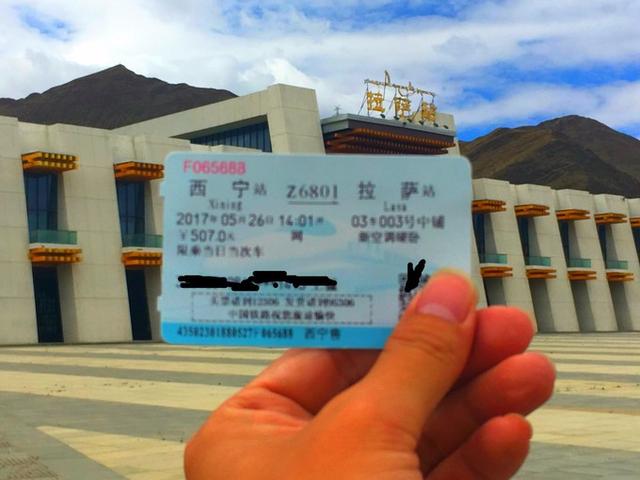 拉萨站
F065688
西宁站 Z6801 拉萨站
Xining Lasa
2017年05月26日 14:01开 03车003号中铺
￥507.0元 网 新空调硬卧
限乘当日当次车
买票请到12306 发货请到95306
中国铁路祝您旅途愉快
43502301880527F065688 西宁售